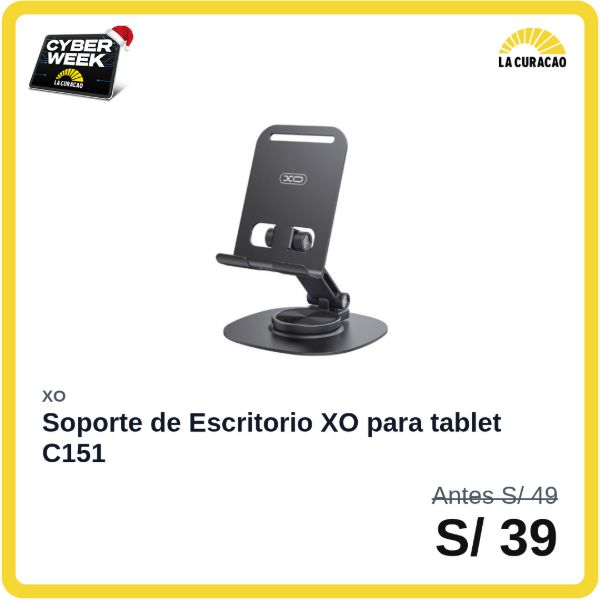 CYBER
WEEK
LA CURACAO
LA CURACAO
XO
XO
Soporte de Escritorio XO para tablet
C151
Antes S/ 49
S/ 39